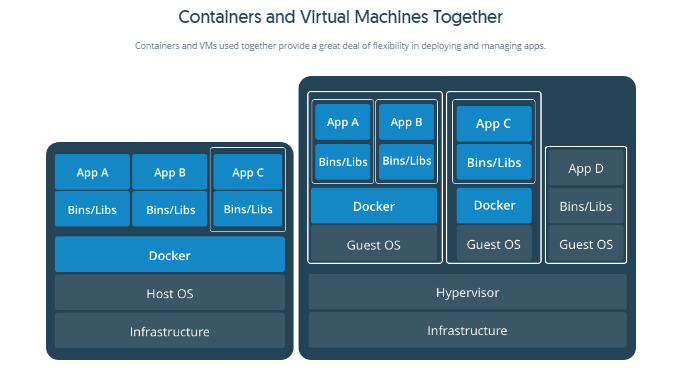 Containers and Virtual Machines Together
Containers and VMs used together provide a great deal of flexibility in deploying and managing apps.
App A App B App C
Bins/Libs Bins/Libs Bins/Libs
Docker
Host OS
Infrastructure
App A App B
Bins/Libs Bins/Libs
Docker
Guest OS
App C
Bins/Libs
Docker
Guest OS
App D
Bins/Libs
Guest OS
Hypervisor
Infrastructure